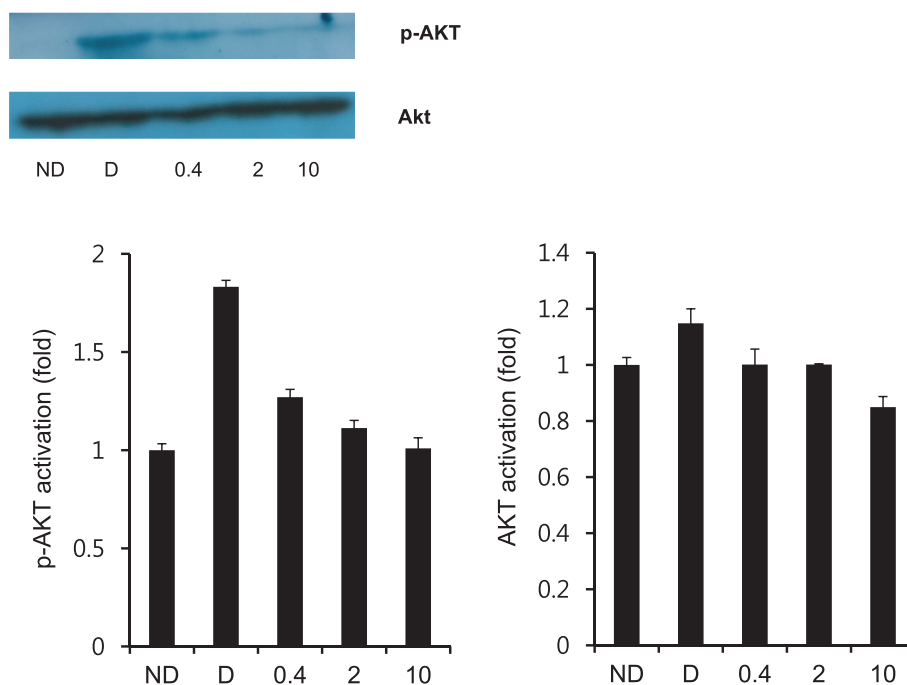 p-AKT
Akt
ND D 0.4 2 10
p-AKT activation (fold)
2
1.5
1
0.5
0
ND D 0.4 2 10
AKT activation (fold)
1.4
1.2
1
0.8
0.6
0.4
0.2
0
ND D 0.4 2 10